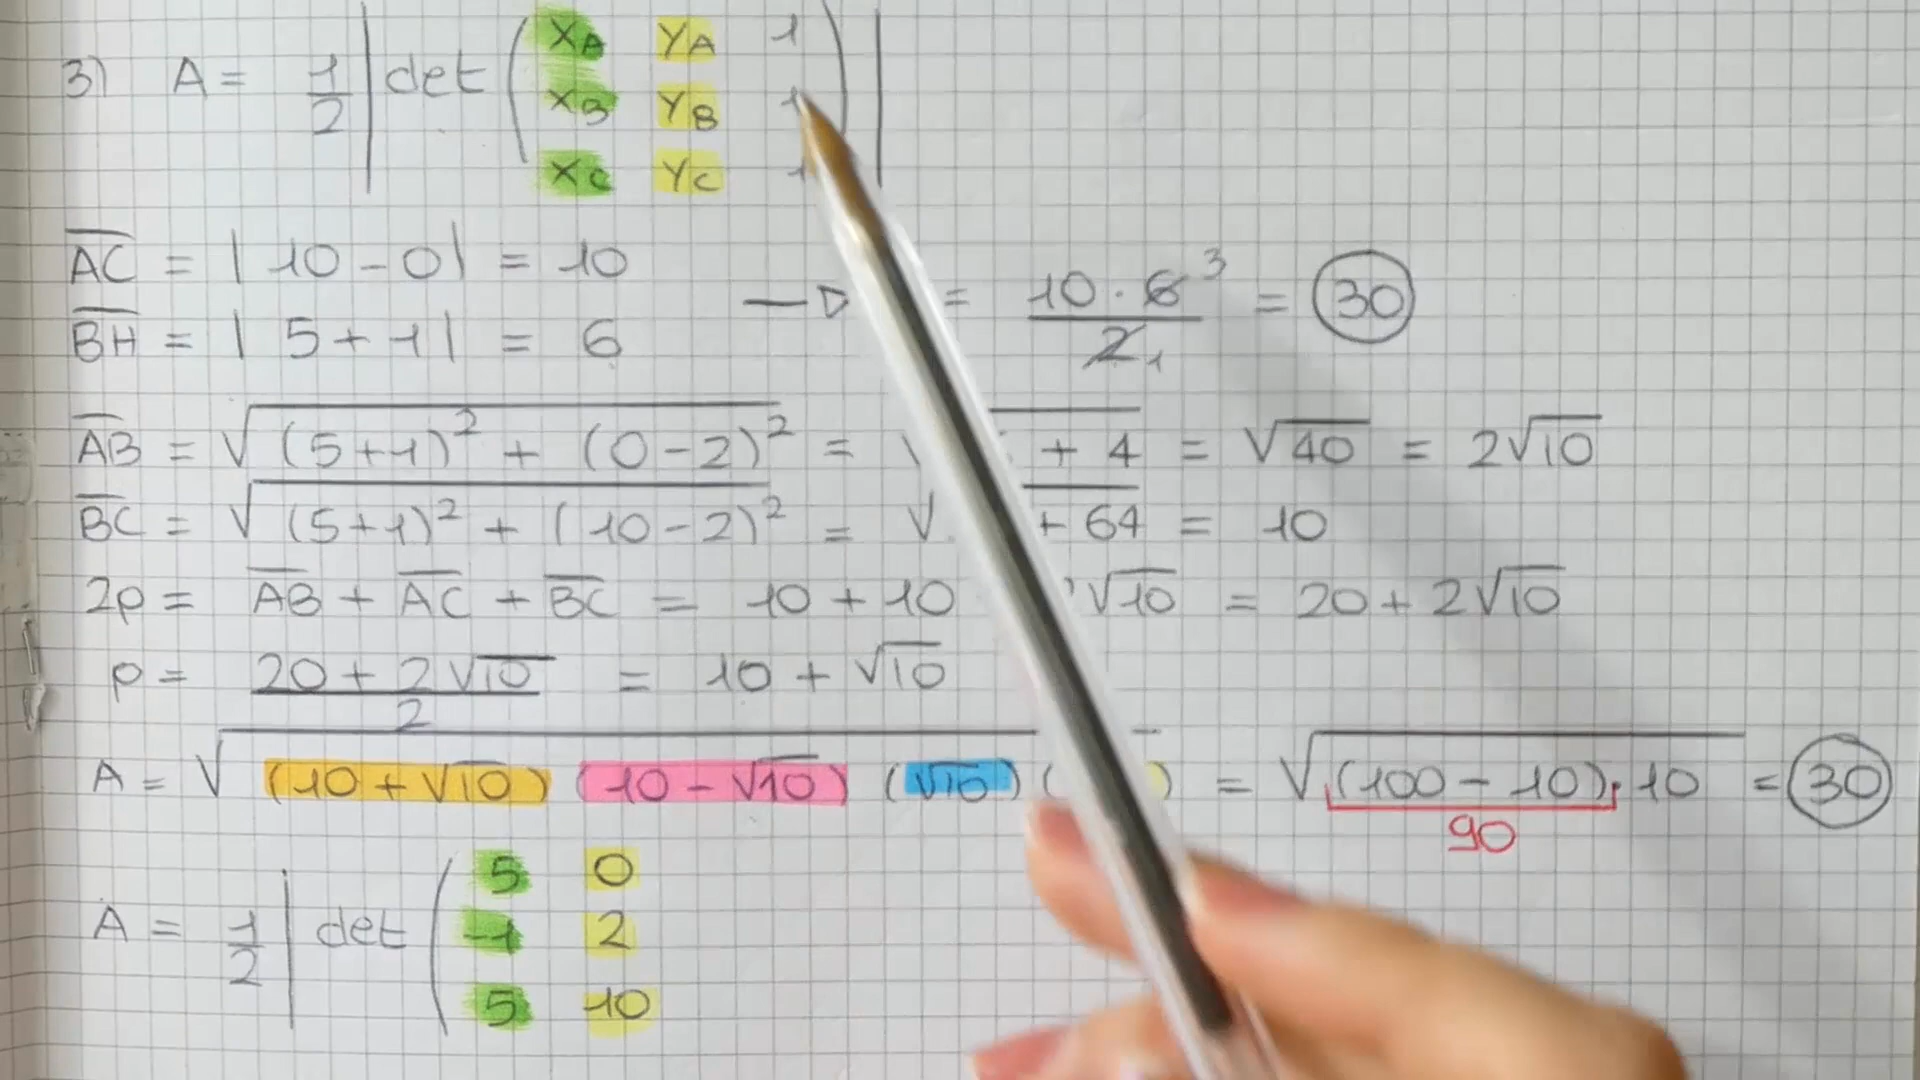 3) A = 1/2 | det ( xA yA 1
xB yB 1
xC yC 1 ) |
AC = | 10 - 0 | = 10
BH = | 5 + 1 | = 6
→ = 10 · 6 3 / 2 1 = 30
AB = √(5+1)² + (0-2)² = √ + 4 = √40 = 2√10
BC = √(5+1)² + (10-2)² = √ + 64 = 10
2p = AB + AC + BC = 10 + 10 √10 = 20 + 2√10
p = 20 + 2√10 / 2 = 10 + √10
A = √(10 + √10) (10 - √10) (√10) ( ) = √(100 - 10) · 10 = 30
90
A = 1/2 | det ( 5 0
-1 2
5 10